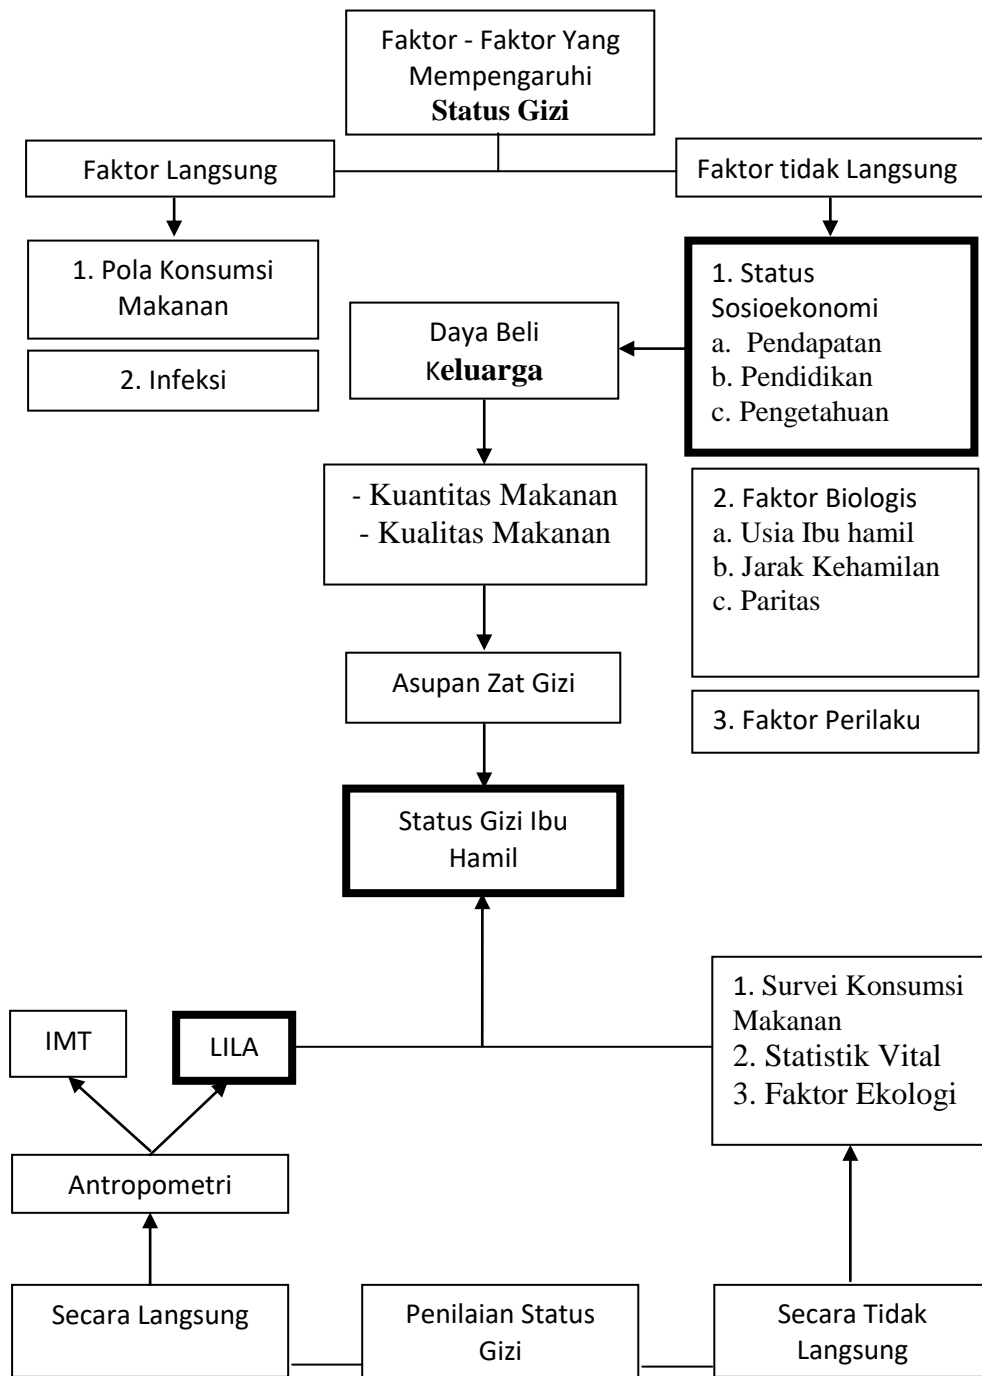 Faktor - Faktor Yang
Mempengaruhi
Status Gizi
Faktor Langsung
Faktor tidak Langsung
1. Pola Konsumsi
Makanan
2. Infeksi
Daya Beli
Keluarga
1. Status
Sosioekonomi
a. Pendapatan
b. Pendidikan
c. Pengetahuan
- Kuantitas Makanan
- Kualitas Makanan
2. Faktor Biologis
a. Usia Ibu hamil
b. Jarak Kehamilan
c. Paritas
Asupan Zat Gizi
3. Faktor Perilaku
Status Gizi Ibu
Hamil
IMT
LILA
1. Survei Konsumsi
Makanan
2. Statistik Vital
3. Faktor Ekologi
Antropometri
Secara Langsung
Penilaian Status
Gizi
Secara Tidak
Langsung